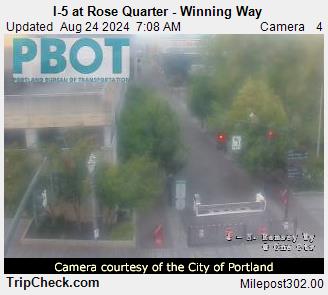 I-5 at Rose Quarter - Winning Way
Updated Aug 24 2024 7:08 AM Camera 4
PBOT
PORTLAND BUREAU OF TRANSPORTATION
Camera courtesy of the City of Portland
TripCheck.com Milepost302.00